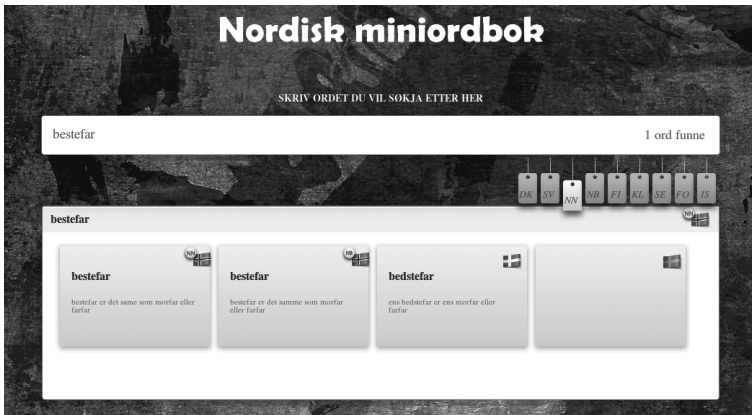 Nordisk miniordbok
SKRIV ORDET DU VIL SØKJA ETTER HER
bestefar 1 ord funne
DK SV NN NB FI KL SE FO IS
bestefar NN
NN
bestefar
bestefar er det same som morfar eller
farfar
NB
bestefar
bestefar er det samme som morfar
eller farfar
bedstefar
ens bedstefar er ens morfar eller
farfar